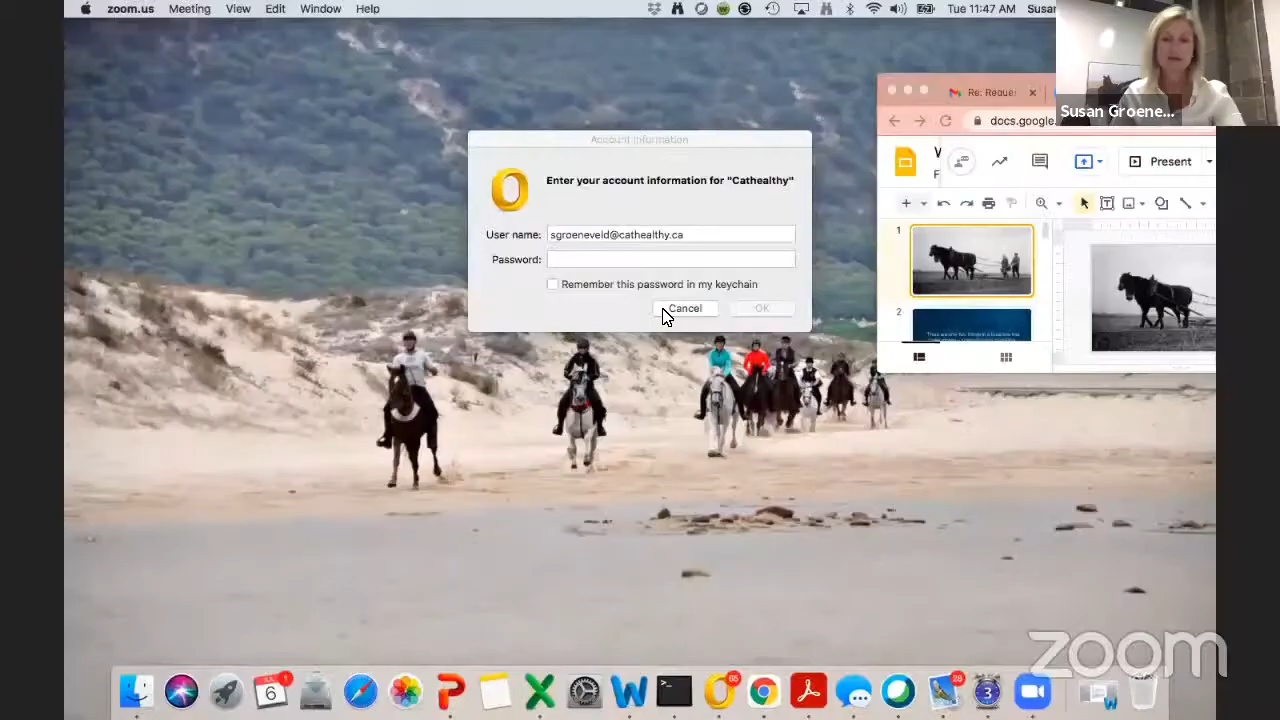 zoom.us Meeting View Edit Window Help
Tue 11:47 AM Susan
Susan Groene...
Re: Reque:
docs.google.
Present
1
2
Account Information
Enter your account information for "Cathealthy"
User name: sgroeneveld@cathealthy.ca
Password:
Remember this password in my keychain
Cancel OK
zoom
JUL
6
1
65
28
3